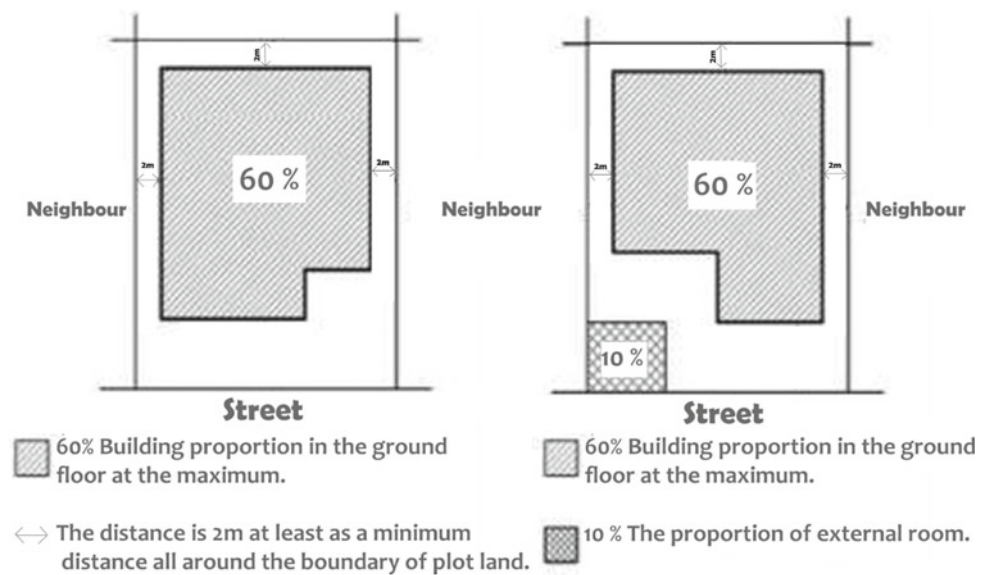 2m
2m
2m
60 %
Neighbour
Neighbour
Street
60% Building proportion in the ground
floor at the maximum.
The distance is 2m at least as a minimum
distance all around the boundary of plot land.
2m
2m
2m
60 %
Neighbour
10 %
Street
60% Building proportion in the ground
floor at the maximum.
10 % The proportion of external room.